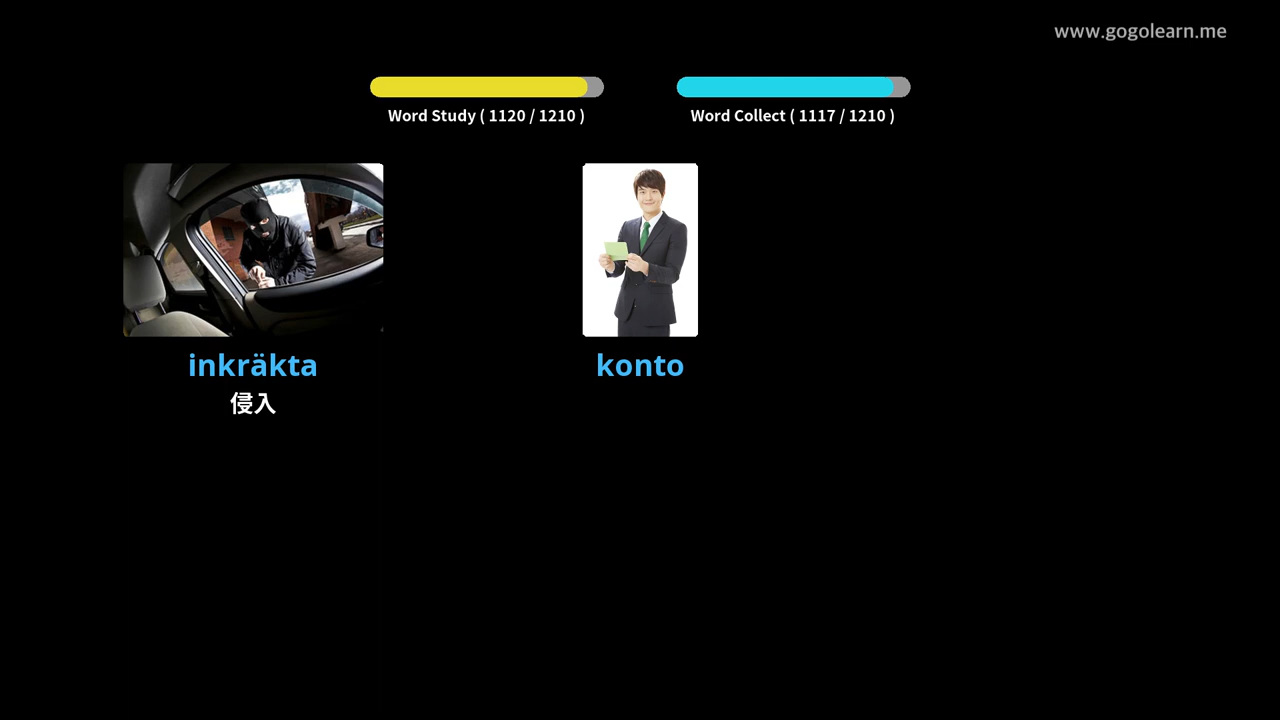 www.gogolearn.me
Word Study ( 1120 / 1210 )
Word Collect ( 1117 / 1210 )
inkräkta
konto
侵入